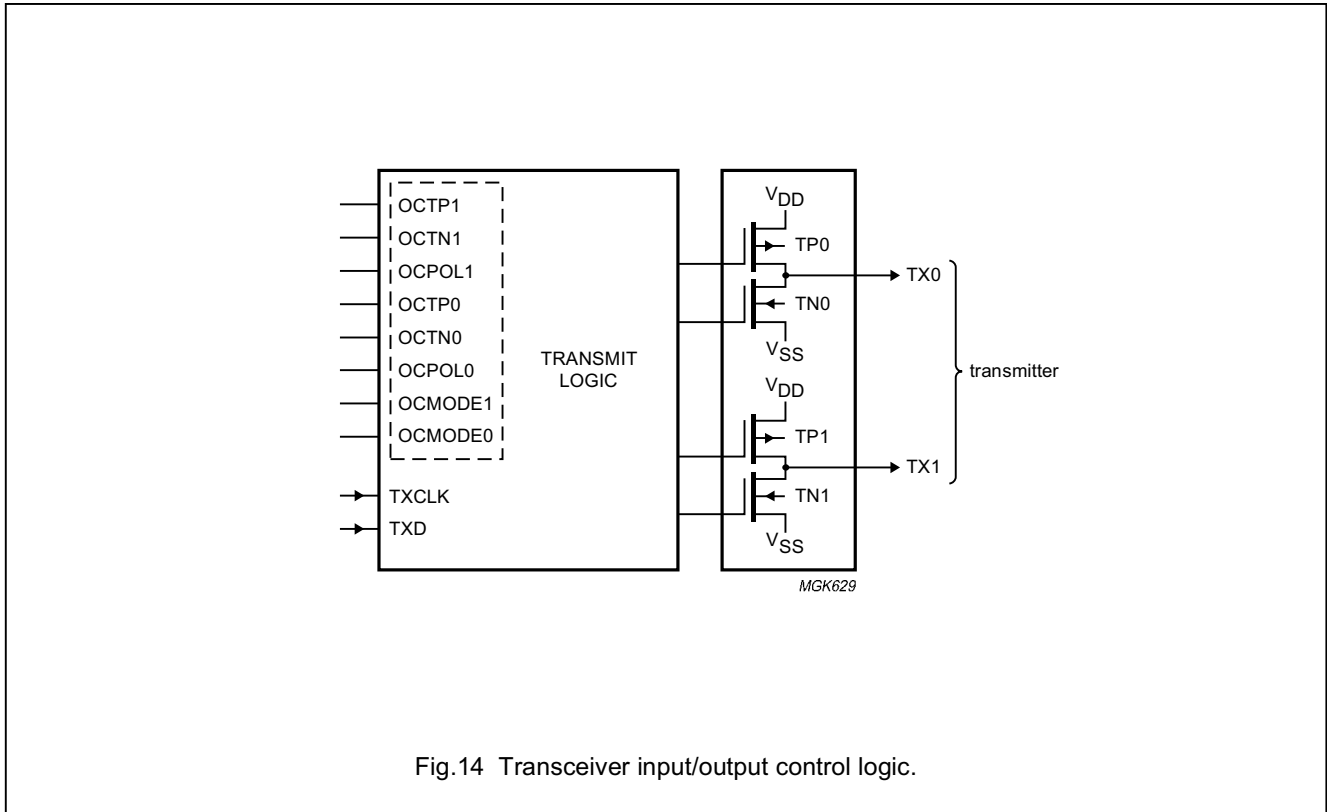 OCTP1
OCTN1
OCPOL1
OCTP0
OCTN0
OCPOL0
OCMODE1
OCMODE0
TXCLK
TXD
TRANSMIT
LOGIC
VDD
TP0
TX0
TN0
VSS
VDD
TP1
TX1
TN1
VSS
transmitter
MGK629
Fig.14 Transceiver input/output control logic.